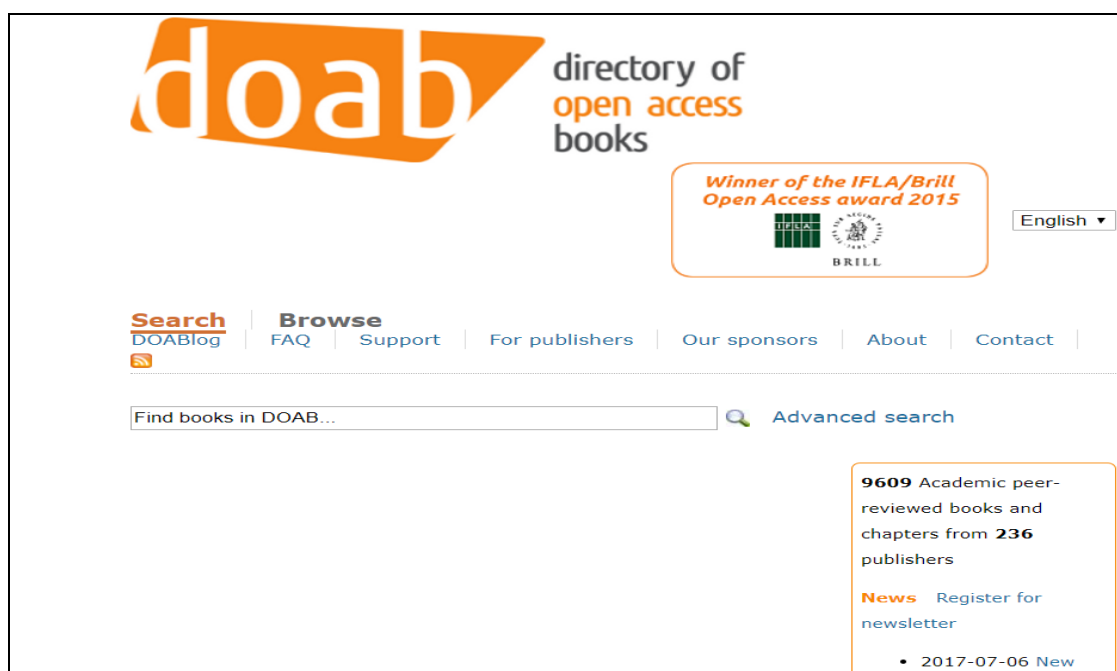 doab
directory of
open access
books
Winner of the IFLA/Brill
Open Access award 2015
IFLA
BRILL
English
Search Browse
DOABlog FAQ Support For publishers Our sponsors About Contact
Find books in DOAB...
Advanced search
9609 Academic peer-
reviewed books and
chapters from 236
publishers
News Register for
newsletter
• 2017-07-06 New